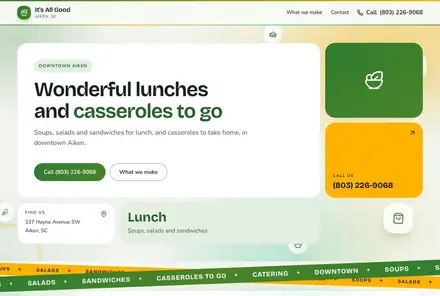 It's All Good
AIKEN, SC
What we make
Contact
Call (803) 226-9068
DOWNTOWN AIKEN
Wonderful lunches
and casseroles to go
Soups, salads and sandwiches for lunch, and casseroles to take home, in
downtown Aiken.
Call (803) 226-9068
What we make
CALL US
(803) 226-9068
FIND US
337 Hayne Avenue SW
Aiken, SC
Lunch
Soups, salads and sandwiches
SOUPS SALADS SANDWICHES
SOUPS SALADS
SALADS SANDWICHES CASSEROLES TO GO CATERING DOWNTOWN SOUPS